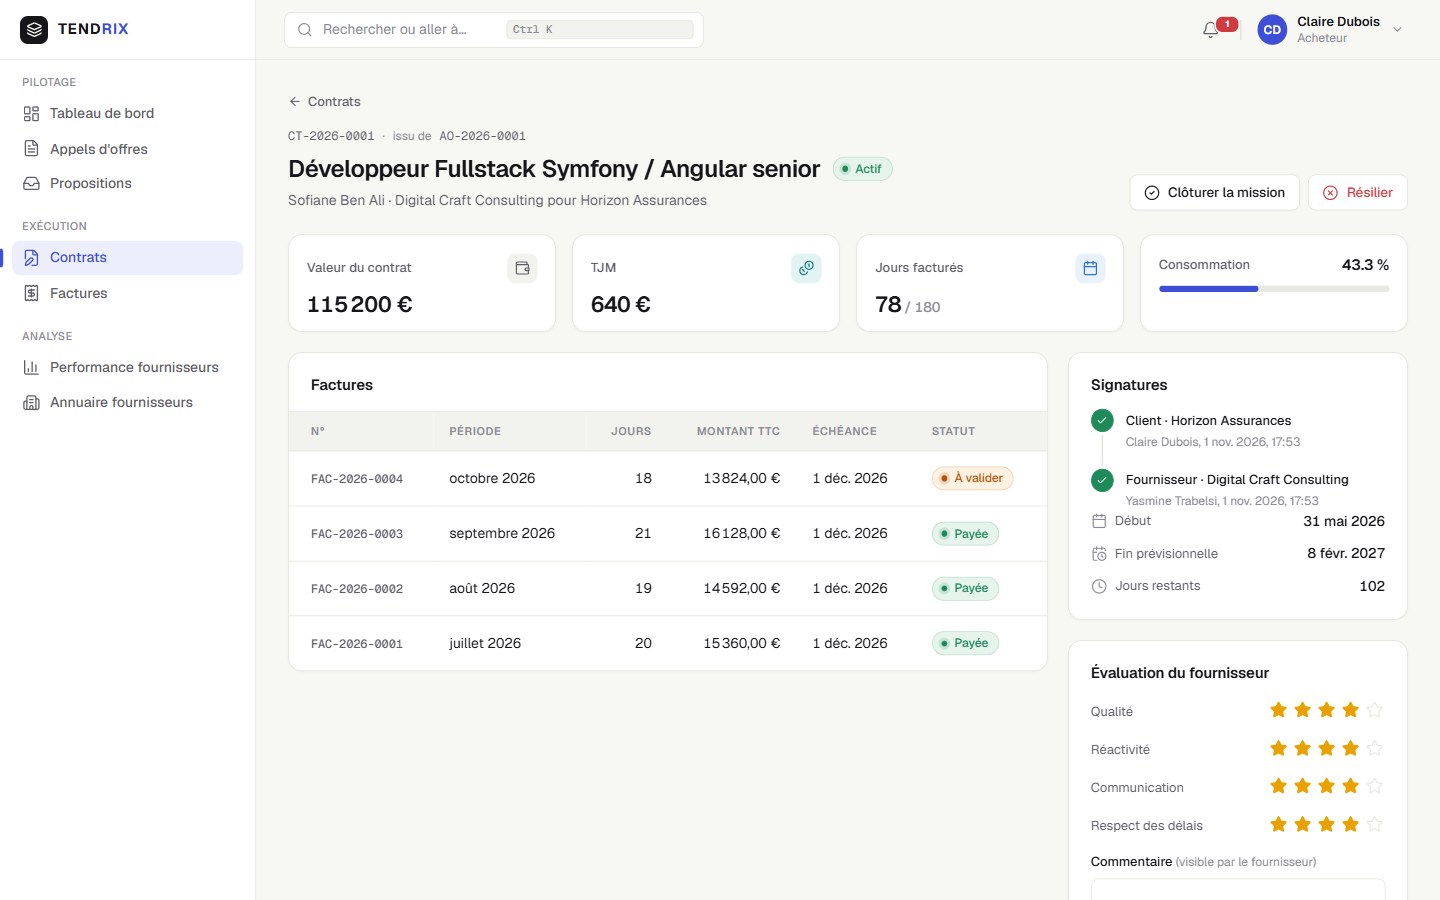 TENDRIX
Rechercher ou aller à...
Ctrl K
1
CD
Claire Dubois
Acheteur
PILOTAGE
Tableau de bord
Appels d'offres
Propositions
EXÉCUTION
Contrats
Factures
ANALYSE
Performance fournisseurs
Annuaire fournisseurs
Contrats
CT-2026-0001 · issu de AO-2026-0001
Développeur Fullstack Symfony / Angular senior
Actif
Sofiane Ben Ali · Digital Craft Consulting pour Horizon Assurances
Clôturer la mission
Résilier
Valeur du contrat
115 200 €
TJM
640 €
Jours facturés
78 / 180
Consommation 43.3 %
Factures
N° PÉRIODE JOURS MONTANT TTC ÉCHÉANCE STATUT
FAC-2026-0004 octobre 2026 18 13 824,00 € 1 déc. 2026 À valider
FAC-2026-0003 septembre 2026 21 16 128,00 € 1 déc. 2026 Payée
FAC-2026-0002 août 2026 19 14 592,00 € 1 déc. 2026 Payée
FAC-2026-0001 juillet 2026 20 15 360,00 € 1 déc. 2026 Payée
Signatures
Client · Horizon Assurances
Claire Dubois, 1 nov. 2026, 17:53
Fournisseur · Digital Craft Consulting
Yasmine Trabelsi, 1 nov. 2026, 17:53
Début 31 mai 2026
Fin prévisionnelle 8 févr. 2027
Jours restants 102
Évaluation du fournisseur
Qualité
Réactivité
Communication
Respect des délais
Commentaire (visible par le fournisseur)